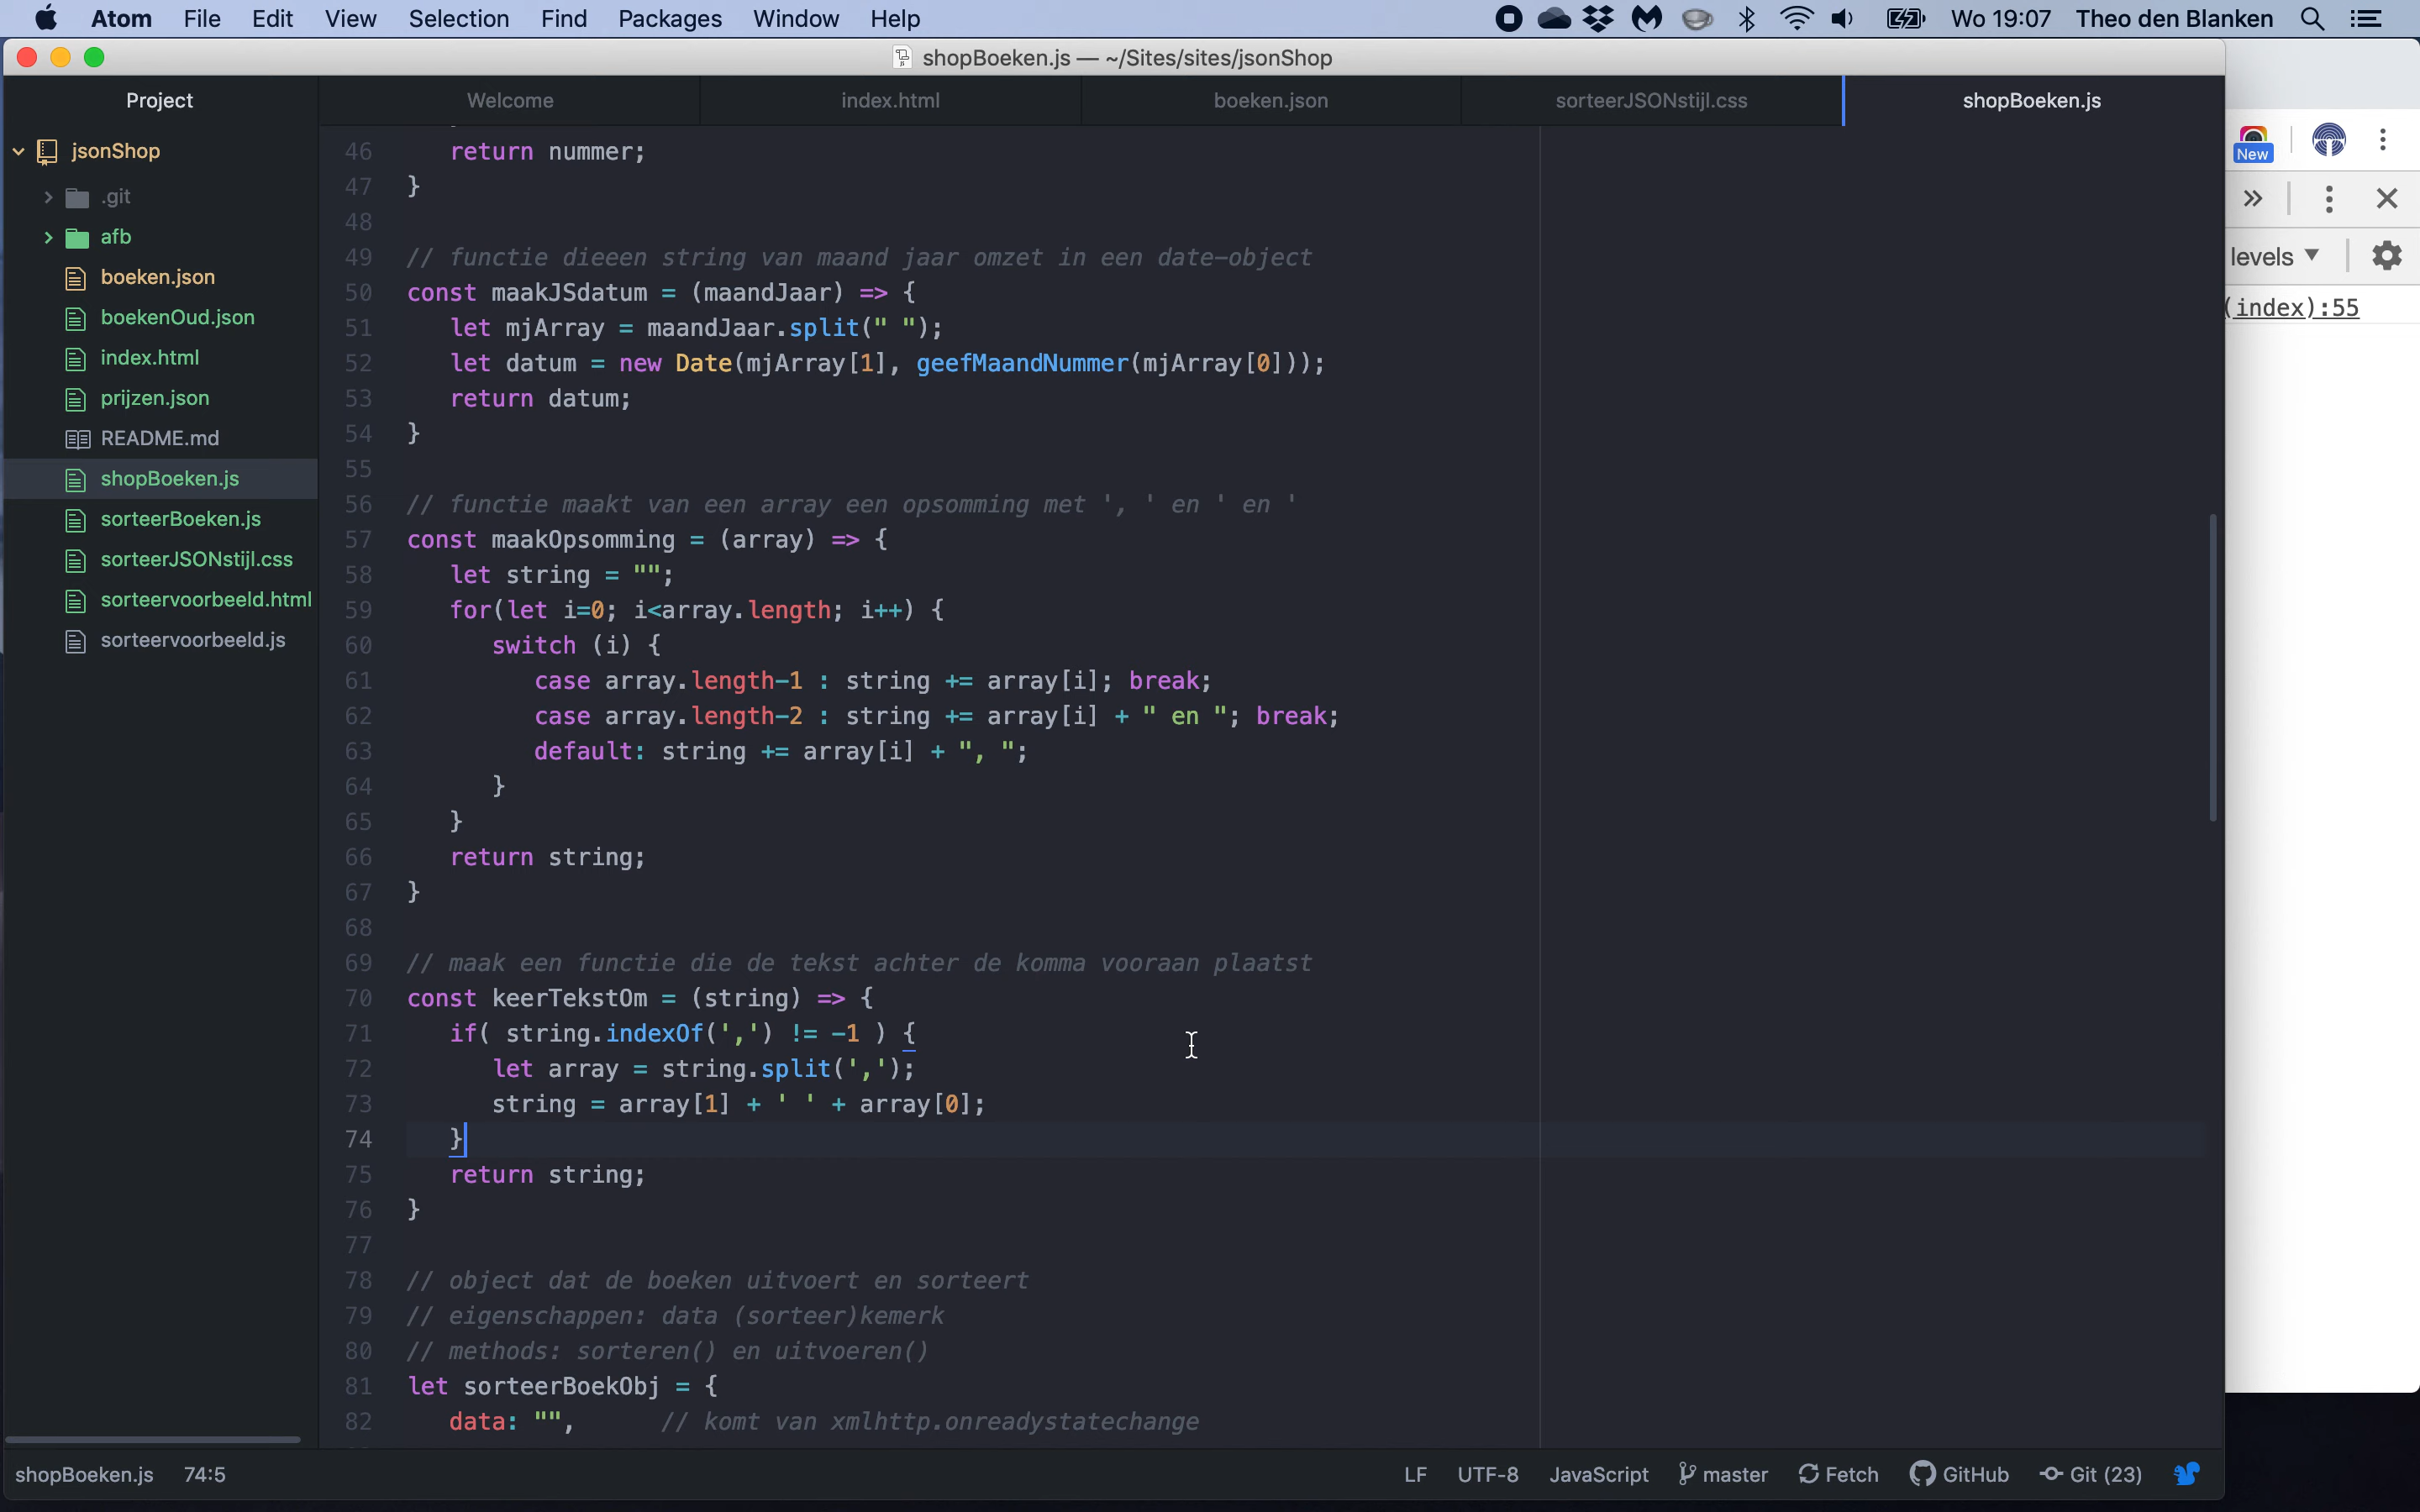 Atom File Edit View Selection Find Packages Window Help Wo 19:07 Theo den Blanken
shopBoeken.js — ~/Sites/sites/jsonShop
Project Welcome index.html boeken.json sorteerJSONstijl.css shopBoeken.js
jsonShop
.git
afb
boeken.json
boekenOud.json
index.html
prijzen.json
README.md
shopBoeken.js
sorteerBoeken.js
sorteerJSONstijl.css
sorteervoorbeeld.html
sorteervoorbeeld.js
46 return nummer;
47 }
48
49 // functie dieeen string van maand jaar omzet in een date-object
50 const maakJSdatum = (maandJaar) => {
51 let mjArray = maandJaar.split(" ");
52 let datum = new Date(mjArray[1], geefMaandNummer(mjArray[0]));
53 return datum;
54 }
55
56 // functie maakt van een array een opsomming met ', ' en ' en '
57 const maakOpsomming = (array) => {
58 let string = "";
59 for(let i=0; i<array.length; i++) {
60 switch (i) {
61 case array.length-1 : string += array[i]; break;
62 case array.length-2 : string += array[i] + " en "; break;
63 default: string += array[i] + ", ";
64 }
65 }
66 return string;
67 }
68
69 // maak een functie die de tekst achter de komma vooraan plaatst
70 const keerTekstOm = (string) => {
71 if( string.indexOf(',') != -1 ) {
72 let array = string.split(',');
73 string = array[1] + ' ' + array[0];
74 }
75 return string;
76 }
77
78 // object dat de boeken uitvoert en sorteert
79 // eigenschappen: data (sorteer)kemerk
80 // methods: sorteren() en uitvoeren()
81 let sorteerBoekObj = {
82 data: "", // komt van xmlhttp.onreadystatechange
New
levels
(index):55
shopBoeken.js 74:5 LF UTF-8 JavaScript master Fetch GitHub Git (23)